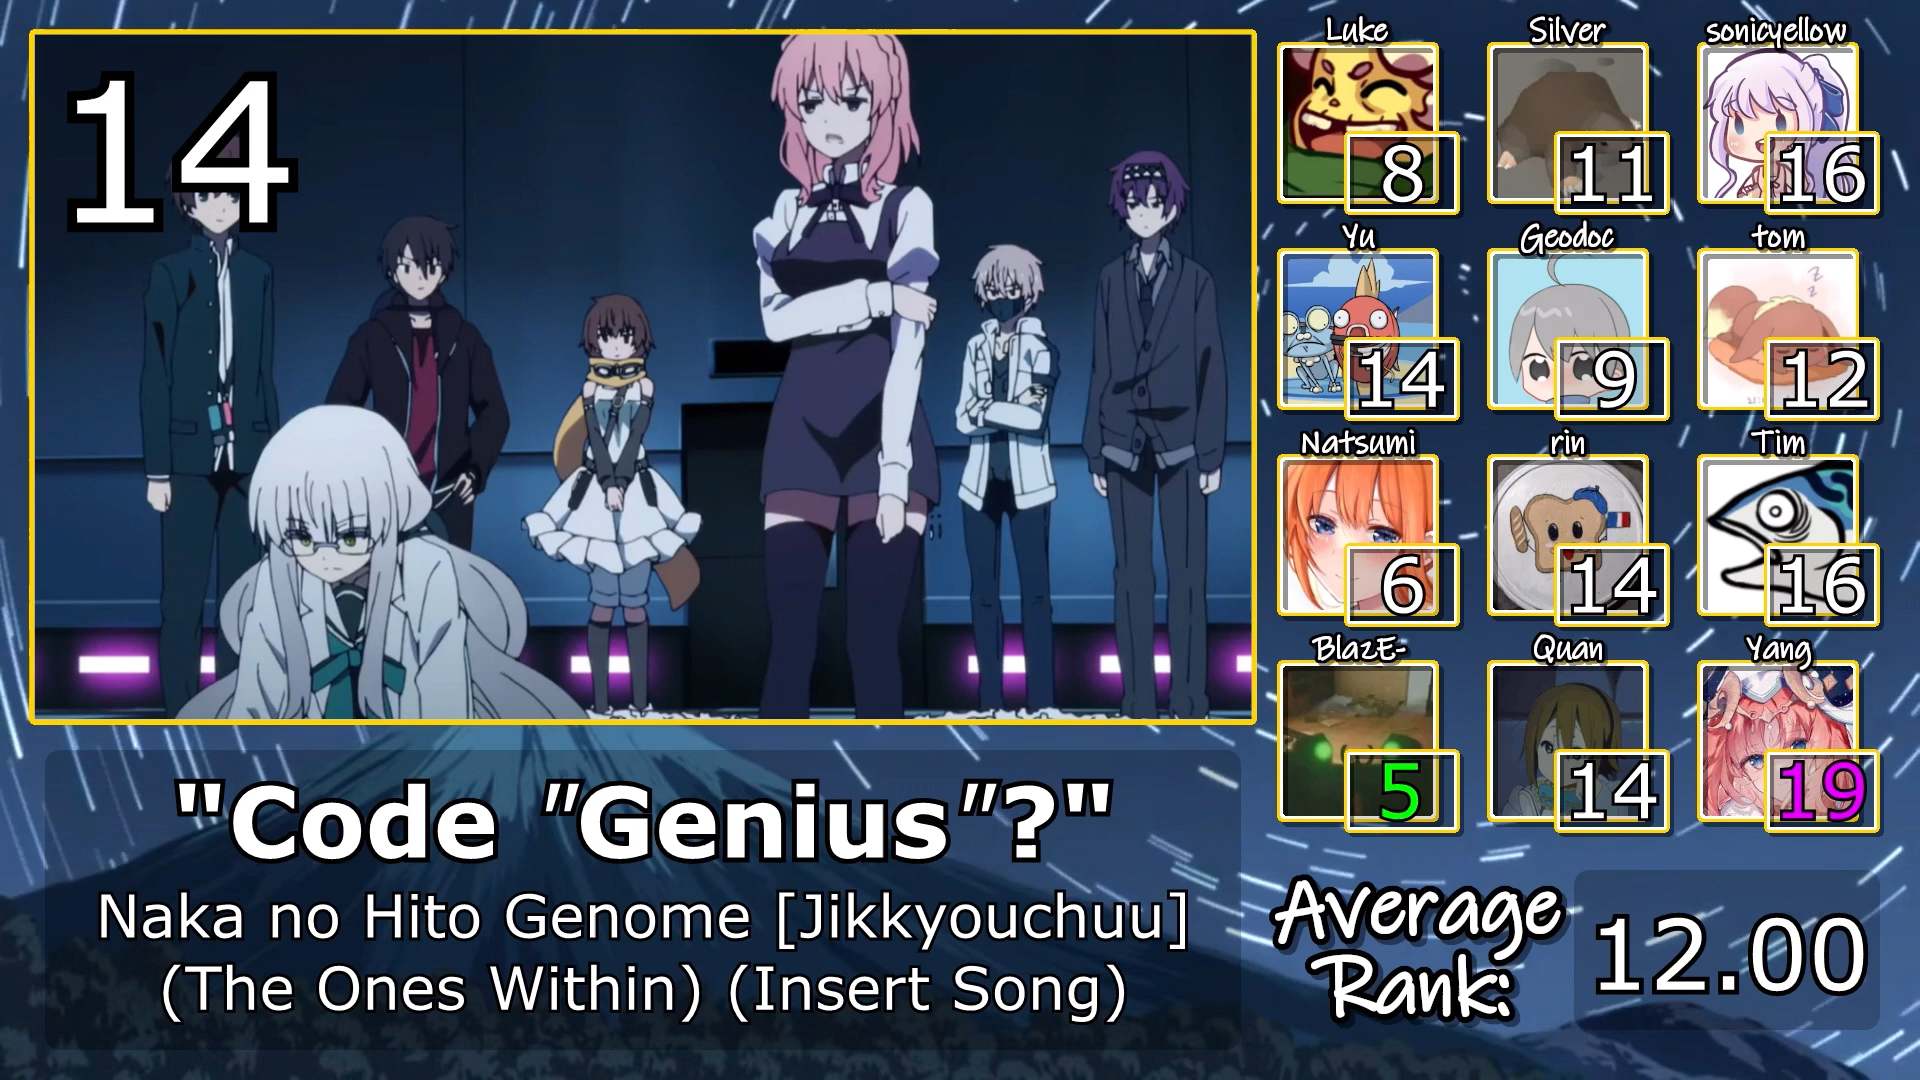 14
Luke
8
Silver
11
sonicyellow
16
Yu
14
Geodoc
9
tom
12
Natsumi
6
rin
14
Tim
16
BlazE-
5
Quan
14
Yang
19
"Code "Genius"?"
Naka no Hito Genome [Jikkyouchuu]
(The Ones Within) (Insert Song)
Average
Rank:
12.00